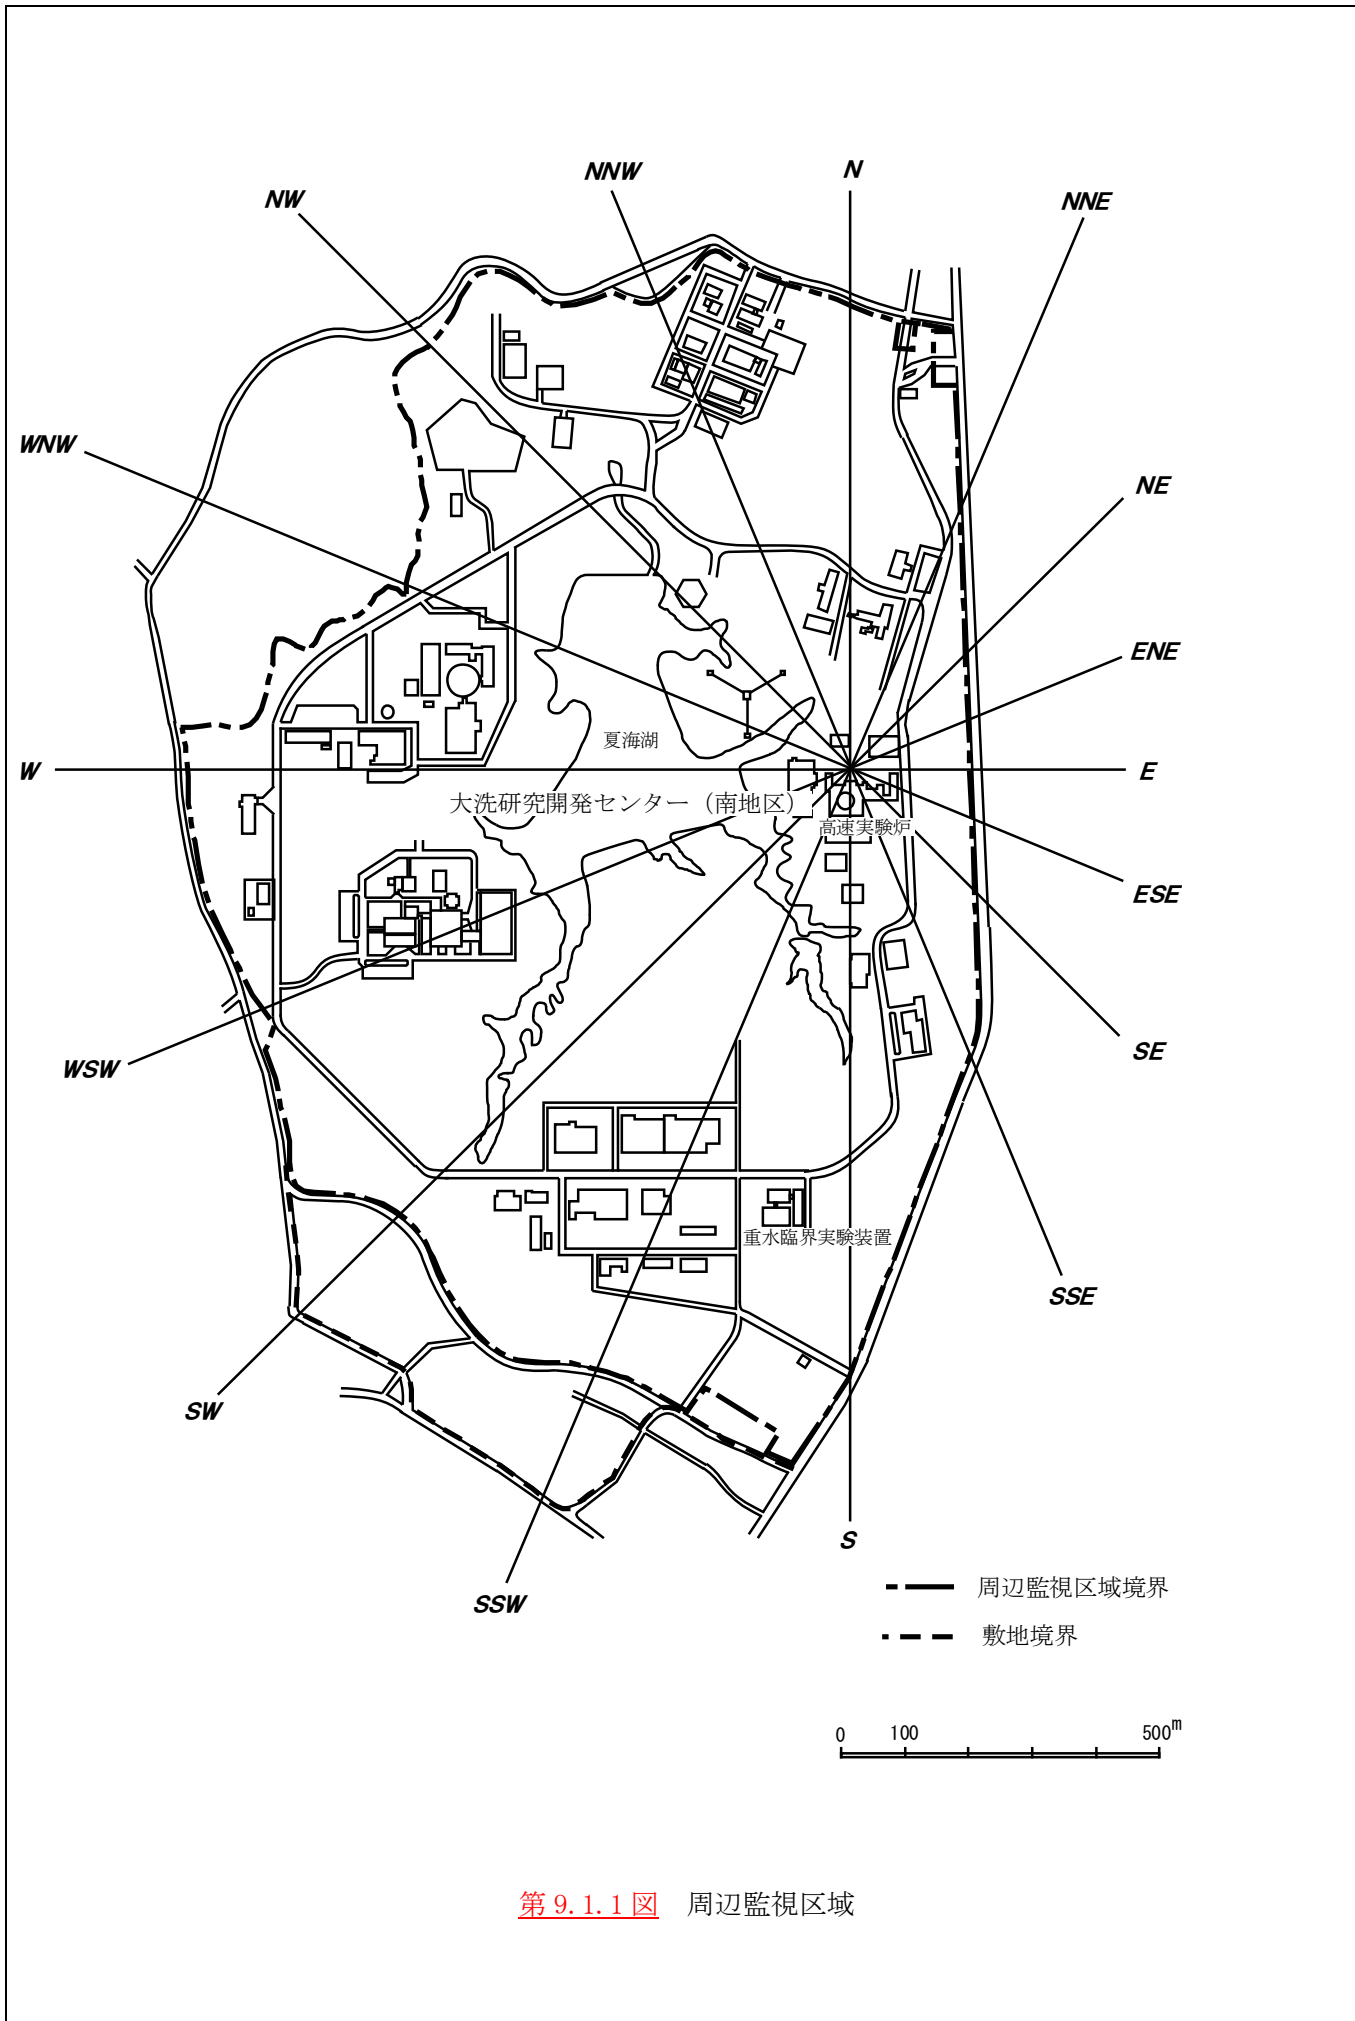 N
NNW
NW
NNE
WNW
NE
ENE
夏海湖
W
E
大洗研究開発センター（南地区）
高速実験炉
ESE
SE
WSW
重水臨界実験装置
SSE
SW
S
SSW
周辺監視区域境界
敷地境界
0 100 500m
第 9.1.1 図 周辺監視区域